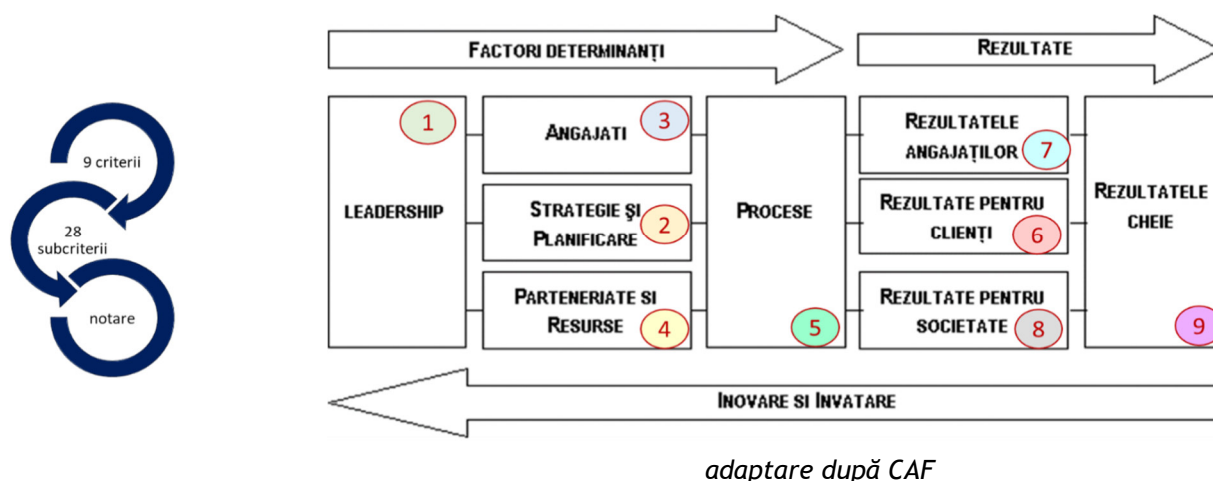 9 criterii
28
subcriterii
notare
FACTORI DETERMINANȚI
REZULTATE
LEADERSHIP
1
ANGAJATI
3
STRATEGIE ŞI
PLANIFICARE
2
PARTENERIATE SI
RESURSE
4
PROCESE
5
REZULTATELE
ANGAJAȚILOR
7
REZULTATE PENTRU
CLIENȚI
6
REZULTATE PENTRU
SOCIETATE
8
REZULTATELE
CHEIE
9
INOVARE SI INVATARE
adaptare după CAF